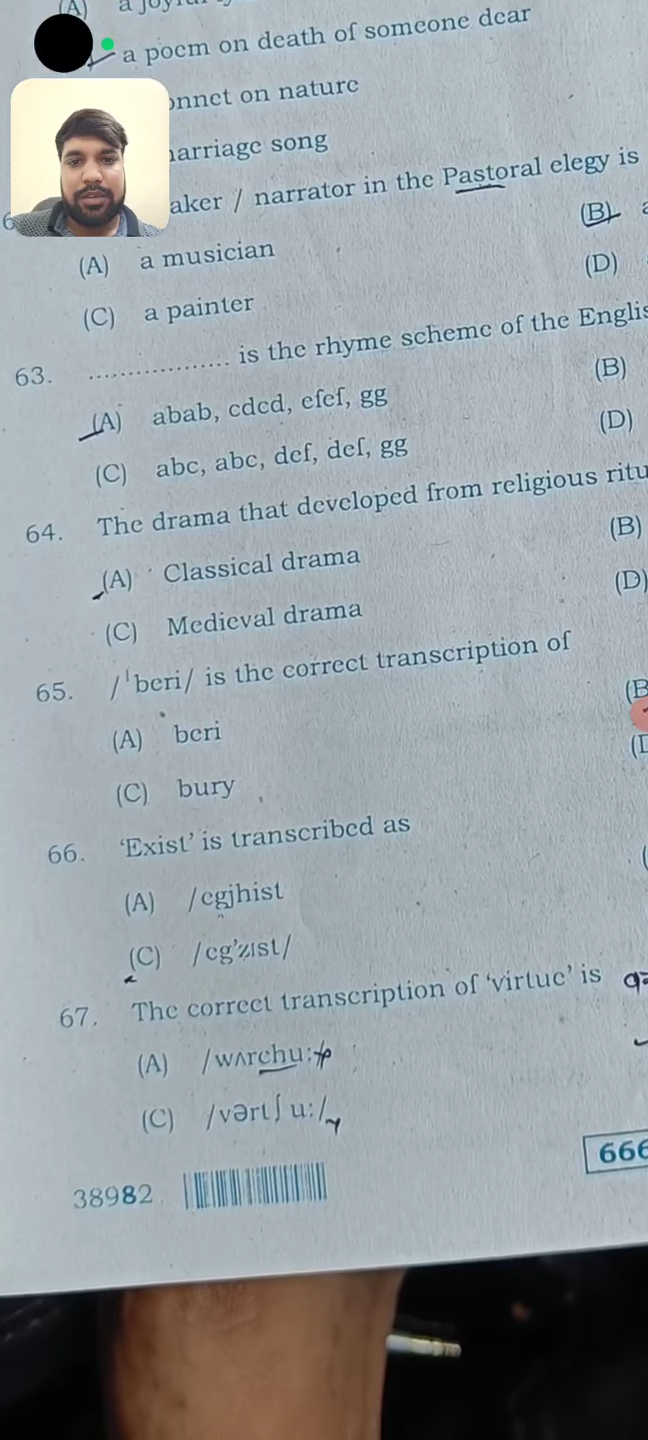 (A) a
a poem on death of someone dear
onnet on nature
arriage song
aker / narrator in the Pastoral elegy is
(B)
(A) a musician
(D)
(C) a painter
63. .................. is the rhyme scheme of the Englis
(B)
(A) abab, cdcd, efef, gg
(D)
(C) abc, abc, def, def, gg
64. The drama that developed from religious ritu
(B)
(A) Classical drama
(D)
(C) Medieval drama
65. /ˈberi/ is the correct transcription of
(B
(A) beri
(D
(C) bury
66. ‘Exist’ is transcribed as
(A) /egjhist
(C) /eg’zıst/
67. The correct transcription of ‘virtue’ is
(A) /wʌrchu:
(C) /vərtʃ u:/
666
38982